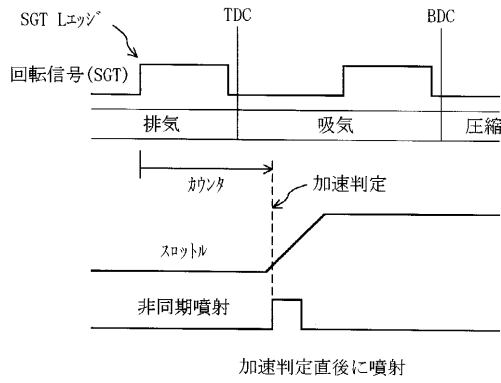 SGT Lｴｯｼﾞ
TDC
BDC
回転信号(SGT)
排気
吸気
圧縮
ｶｳﾝﾀ
加速判定
ｽﾛｯﾄﾙ
非同期噴射
加速判定直後に噴射